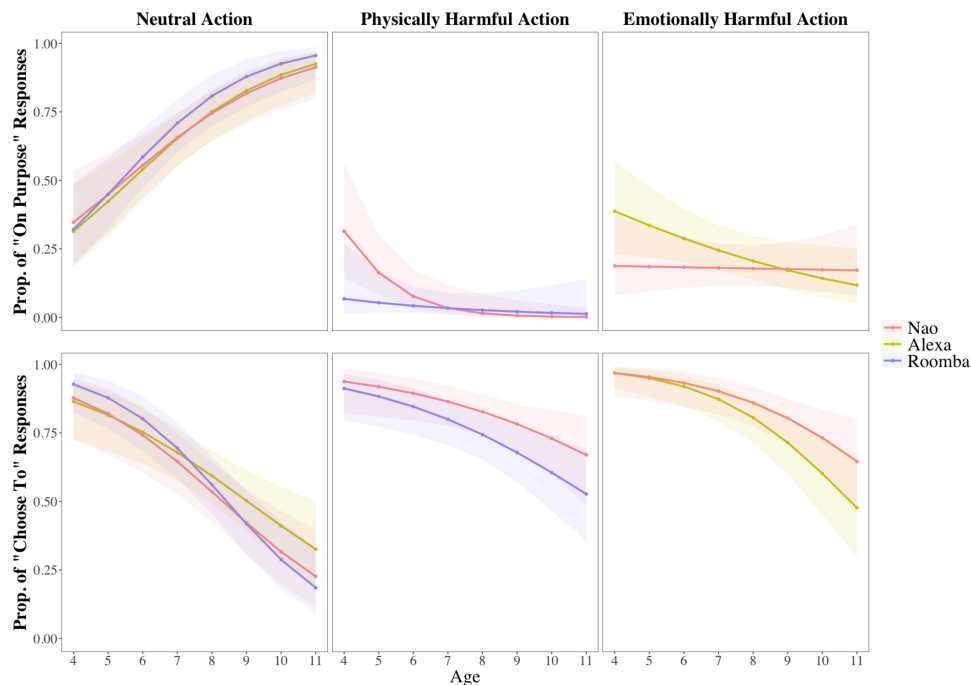 Neutral Action
Physically Harmful Action
Emotionally Harmful Action
Prop. of "On Purpose" Responses
1.00
0.75
0.50
0.25
0.00
Nao
Alexa
Roomba
Prop. of "Choose To" Responses
1.00
0.75
0.50
0.25
0.00
4 5 6 7 8 9 10 11
4 5 6 7 8 9 10 11
4 5 6 7 8 9 10 11
Age